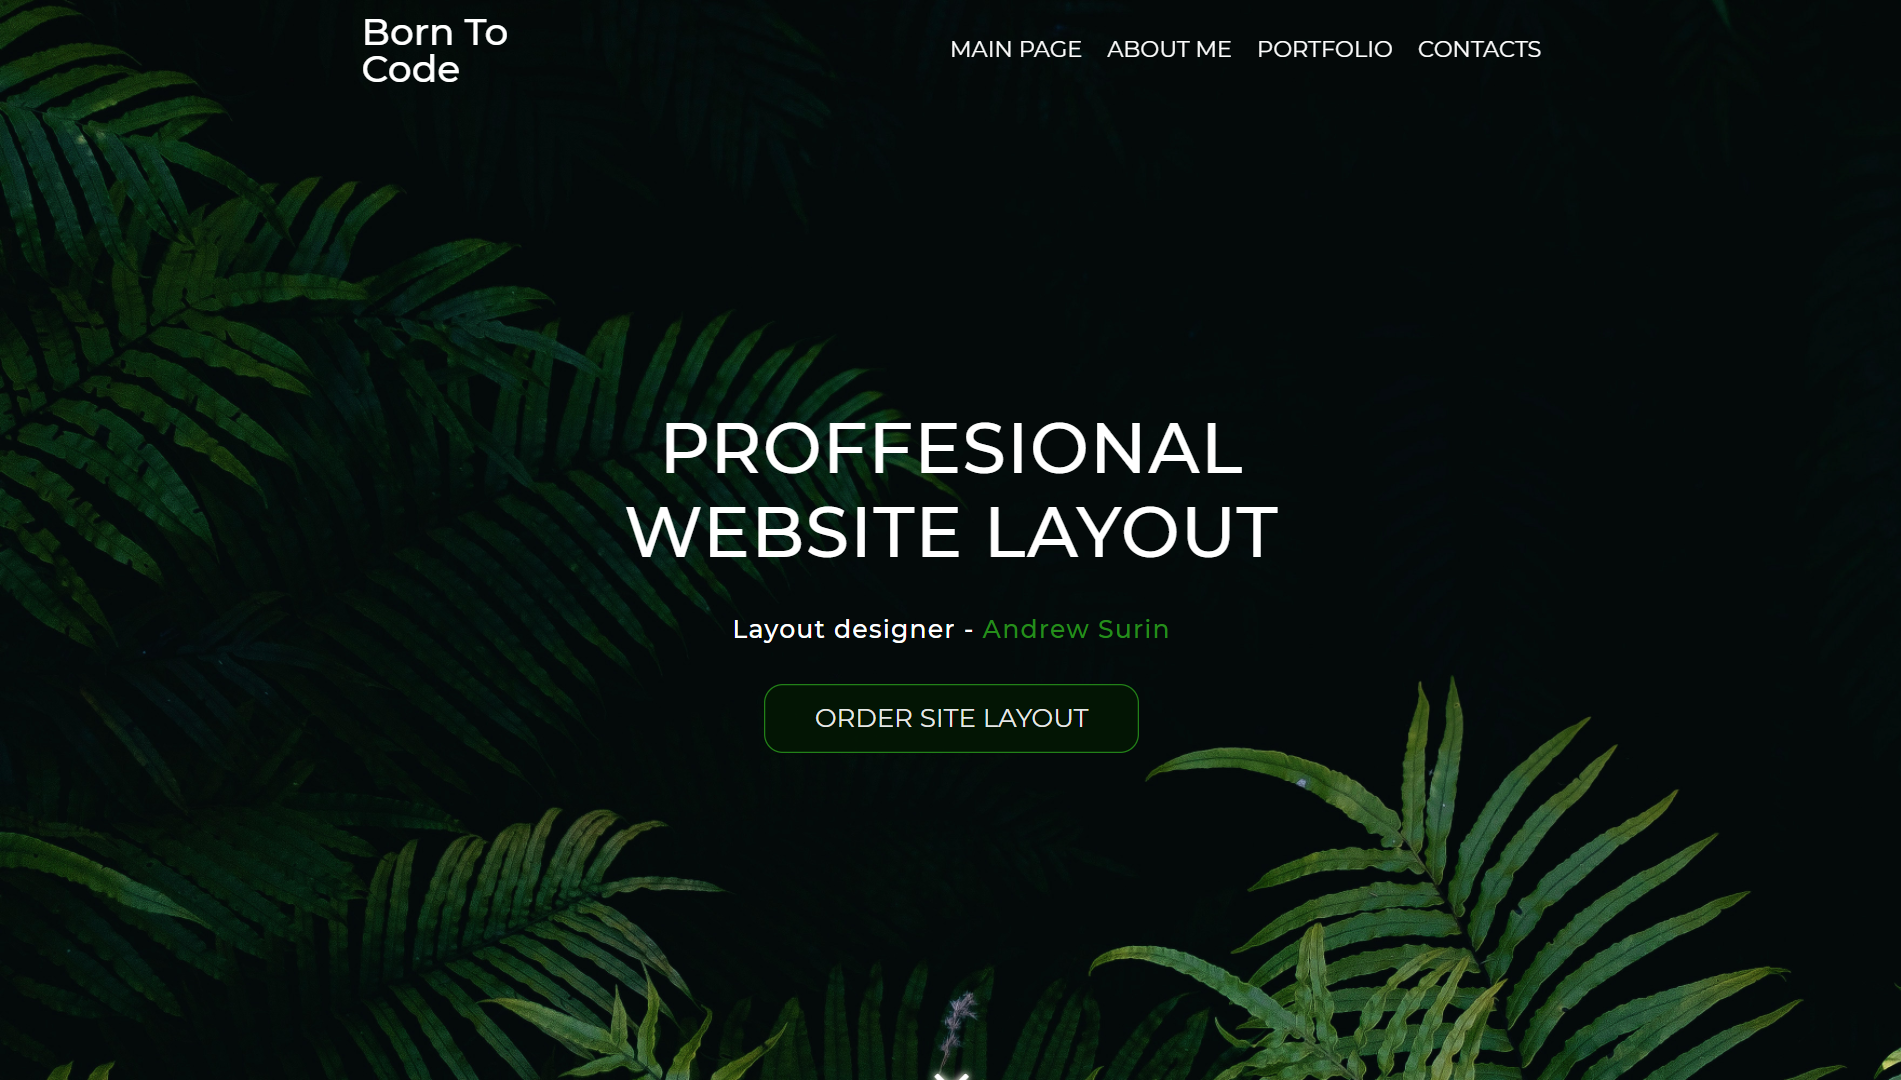 Born To
Code
MAIN PAGE ABOUT ME PORTFOLIO CONTACTS
PROFFESIONAL
WEBSITE LAYOUT
Layout designer - Andrew Surin
ORDER SITE LAYOUT